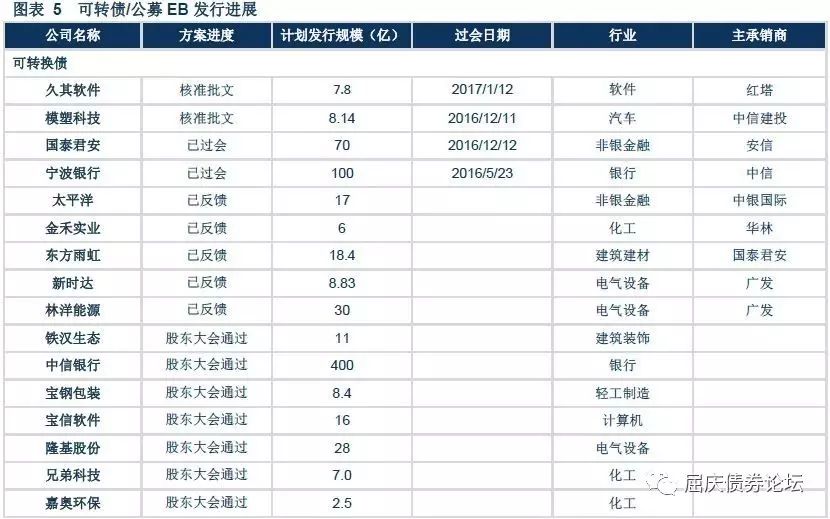 图表 5 可转债/公募 EB 发行进展
公司名称 方案进度 计划发行规模（亿） 过会日期 行业 主承销商
可转换债
久其软件 核准批文 7.8 2017/1/12 软件 红塔
模塑科技 核准批文 8.14 2016/12/11 汽车 中信建投
国泰君安 已过会 70 2016/12/12 非银金融 安信
宁波银行 已过会 100 2016/5/23 银行 中信
太平洋 已反馈 17 非银金融 中银国际
金禾实业 已反馈 6 化工 华林
东方雨虹 已反馈 18.4 建筑建材 国泰君安
新时达 已反馈 8.83 电气设备 广发
林洋能源 已反馈 30 电气设备 广发
铁汉生态 股东大会通过 11 建筑装饰
中信银行 股东大会通过 400 银行
宝钢包装 股东大会通过 8.4 轻工制造
宝信软件 股东大会通过 16 计算机
隆基股份 股东大会通过 28 电气设备
兄弟科技 股东大会通过 7.0 化工
嘉奥环保 股东大会通过 2.5 化工
屈庆债券论坛